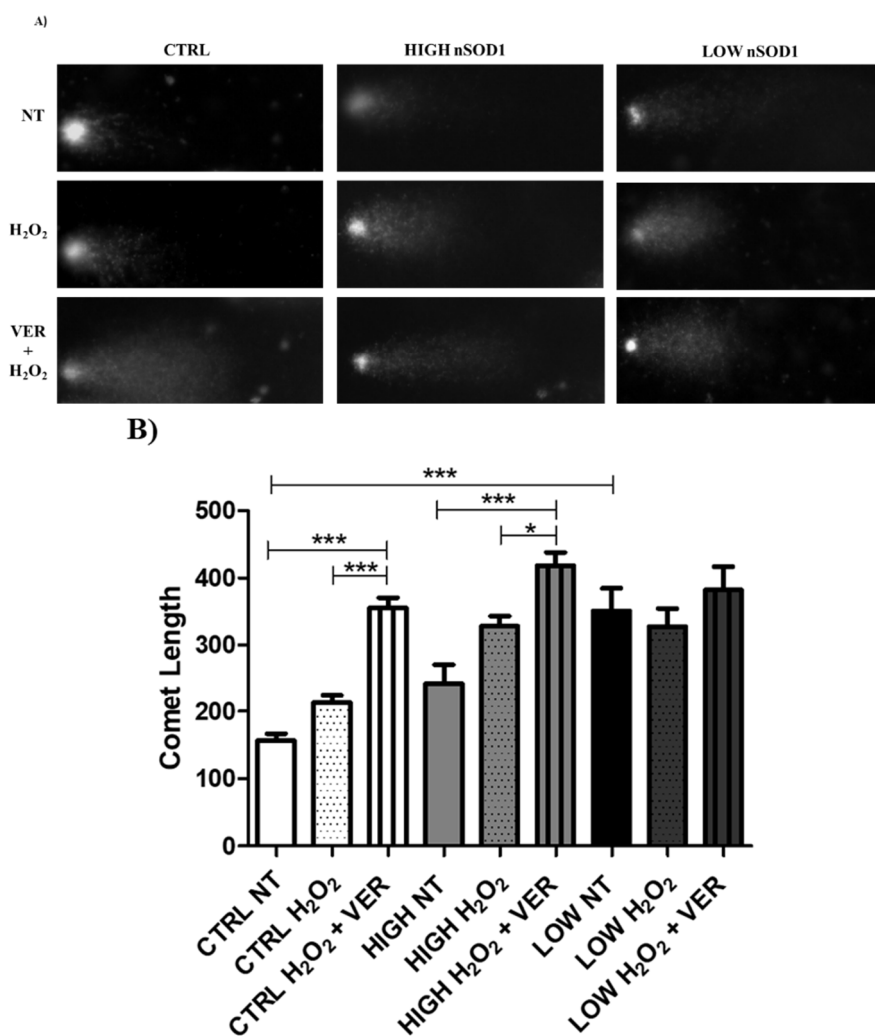 A)
CTRL HIGH nSOD1 LOW nSOD1
NT
H₂O₂
VER
+
H₂O₂
B)
***
***
***
*
***
Comet Length
500
400
300
200
100
0
CTRL NT
CTRL H₂O₂
CTRL H₂O₂ + VER
HIGH NT
HIGH H₂O₂
HIGH H₂O₂ + VER
LOW NT
LOW H₂O₂
LOW H₂O₂ + VER